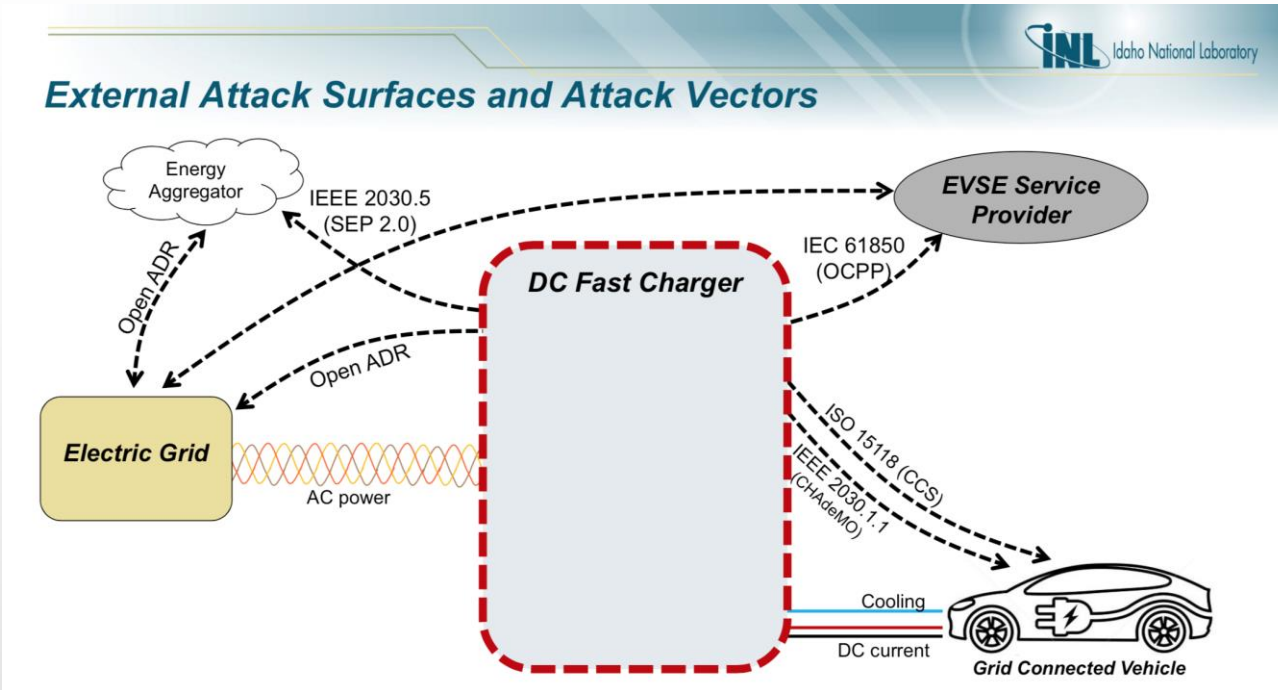 INL Idaho National Laboratory
External Attack Surfaces and Attack Vectors
Energy
Aggregator
IEEE 2030.5
(SEP 2.0)
EVSE Service
Provider
IEC 61850
(OCPP)
DC Fast Charger
Open ADR
Open ADR
Electric Grid
AC power
ISO 15118 (CCS)
IEEE 2030.1.1
(CHAdeMO)
Cooling
DC current
Grid Connected Vehicle